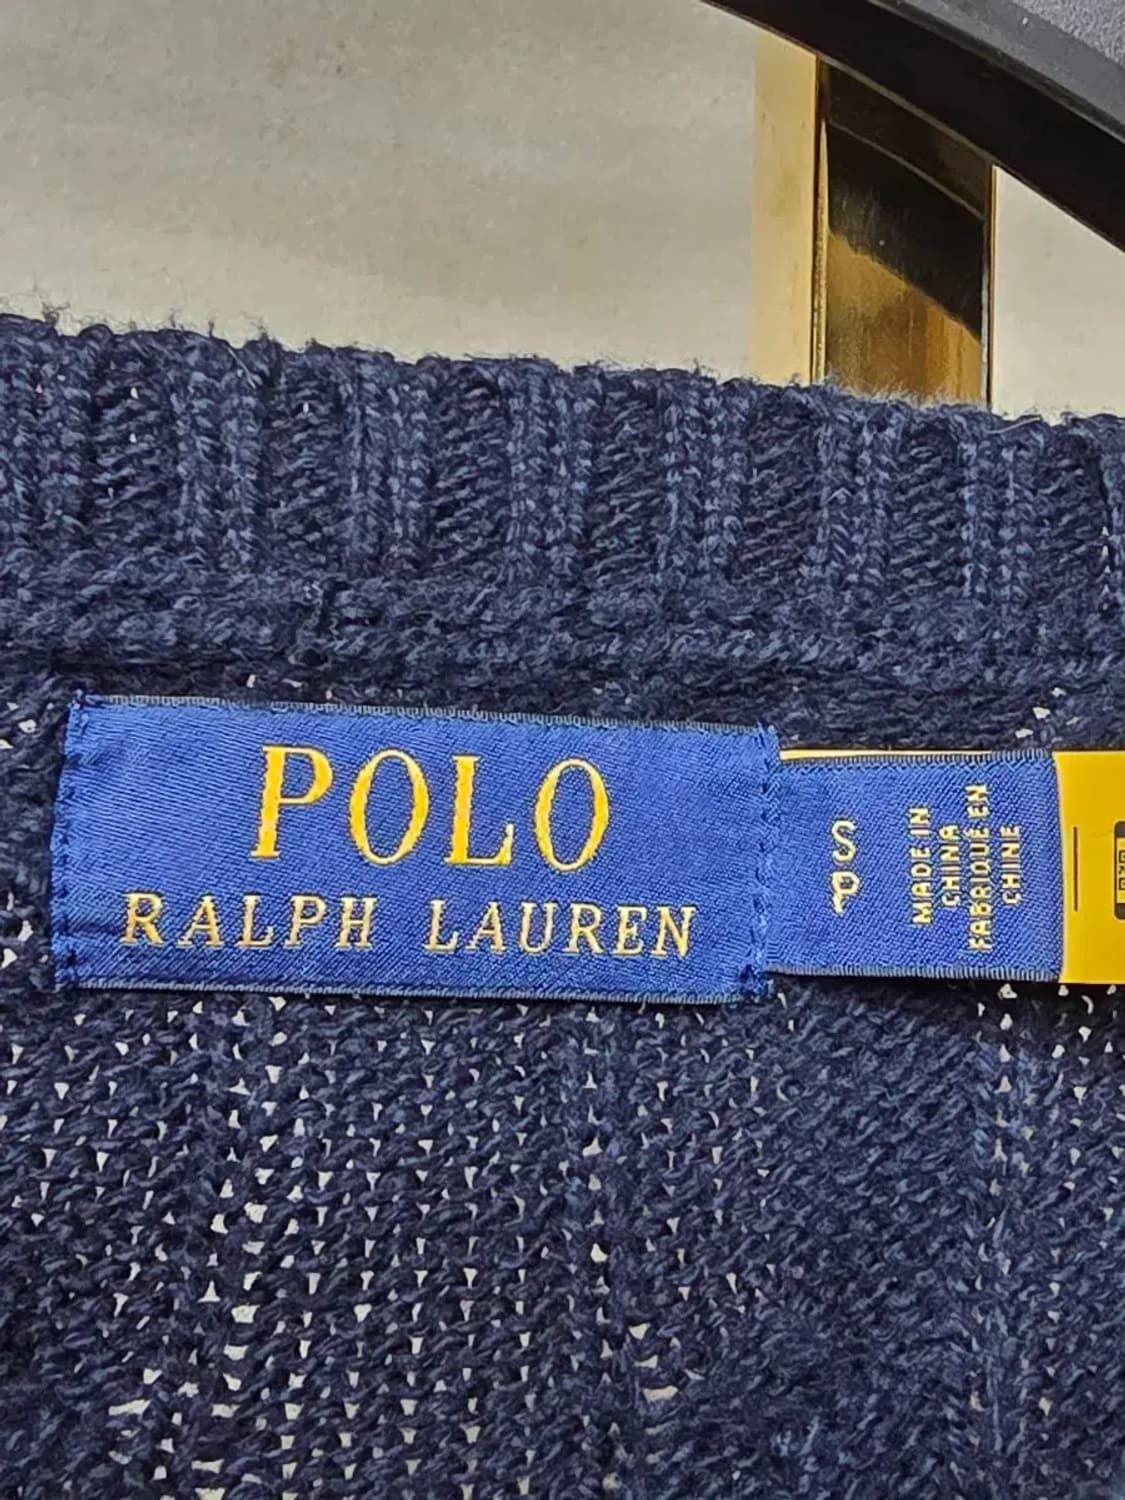 POLO
RALPH LAUREN
S
P
MADE IN
CHINA
FABRIQUÉ EN
CHINE